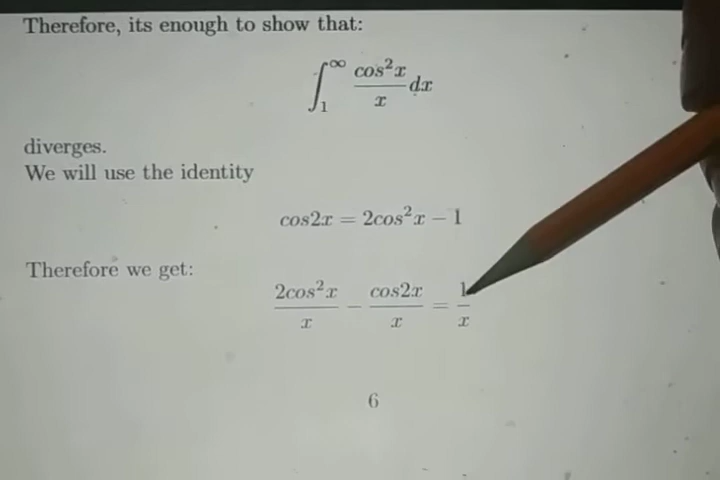 Therefore, its enough to show that:
∫₁^∞ cos²x/x dx
diverges.
We will use the identity
cos2x = 2cos²x − 1
Therefore we get:
2cos²x/x − cos2x/x = 1/x
6